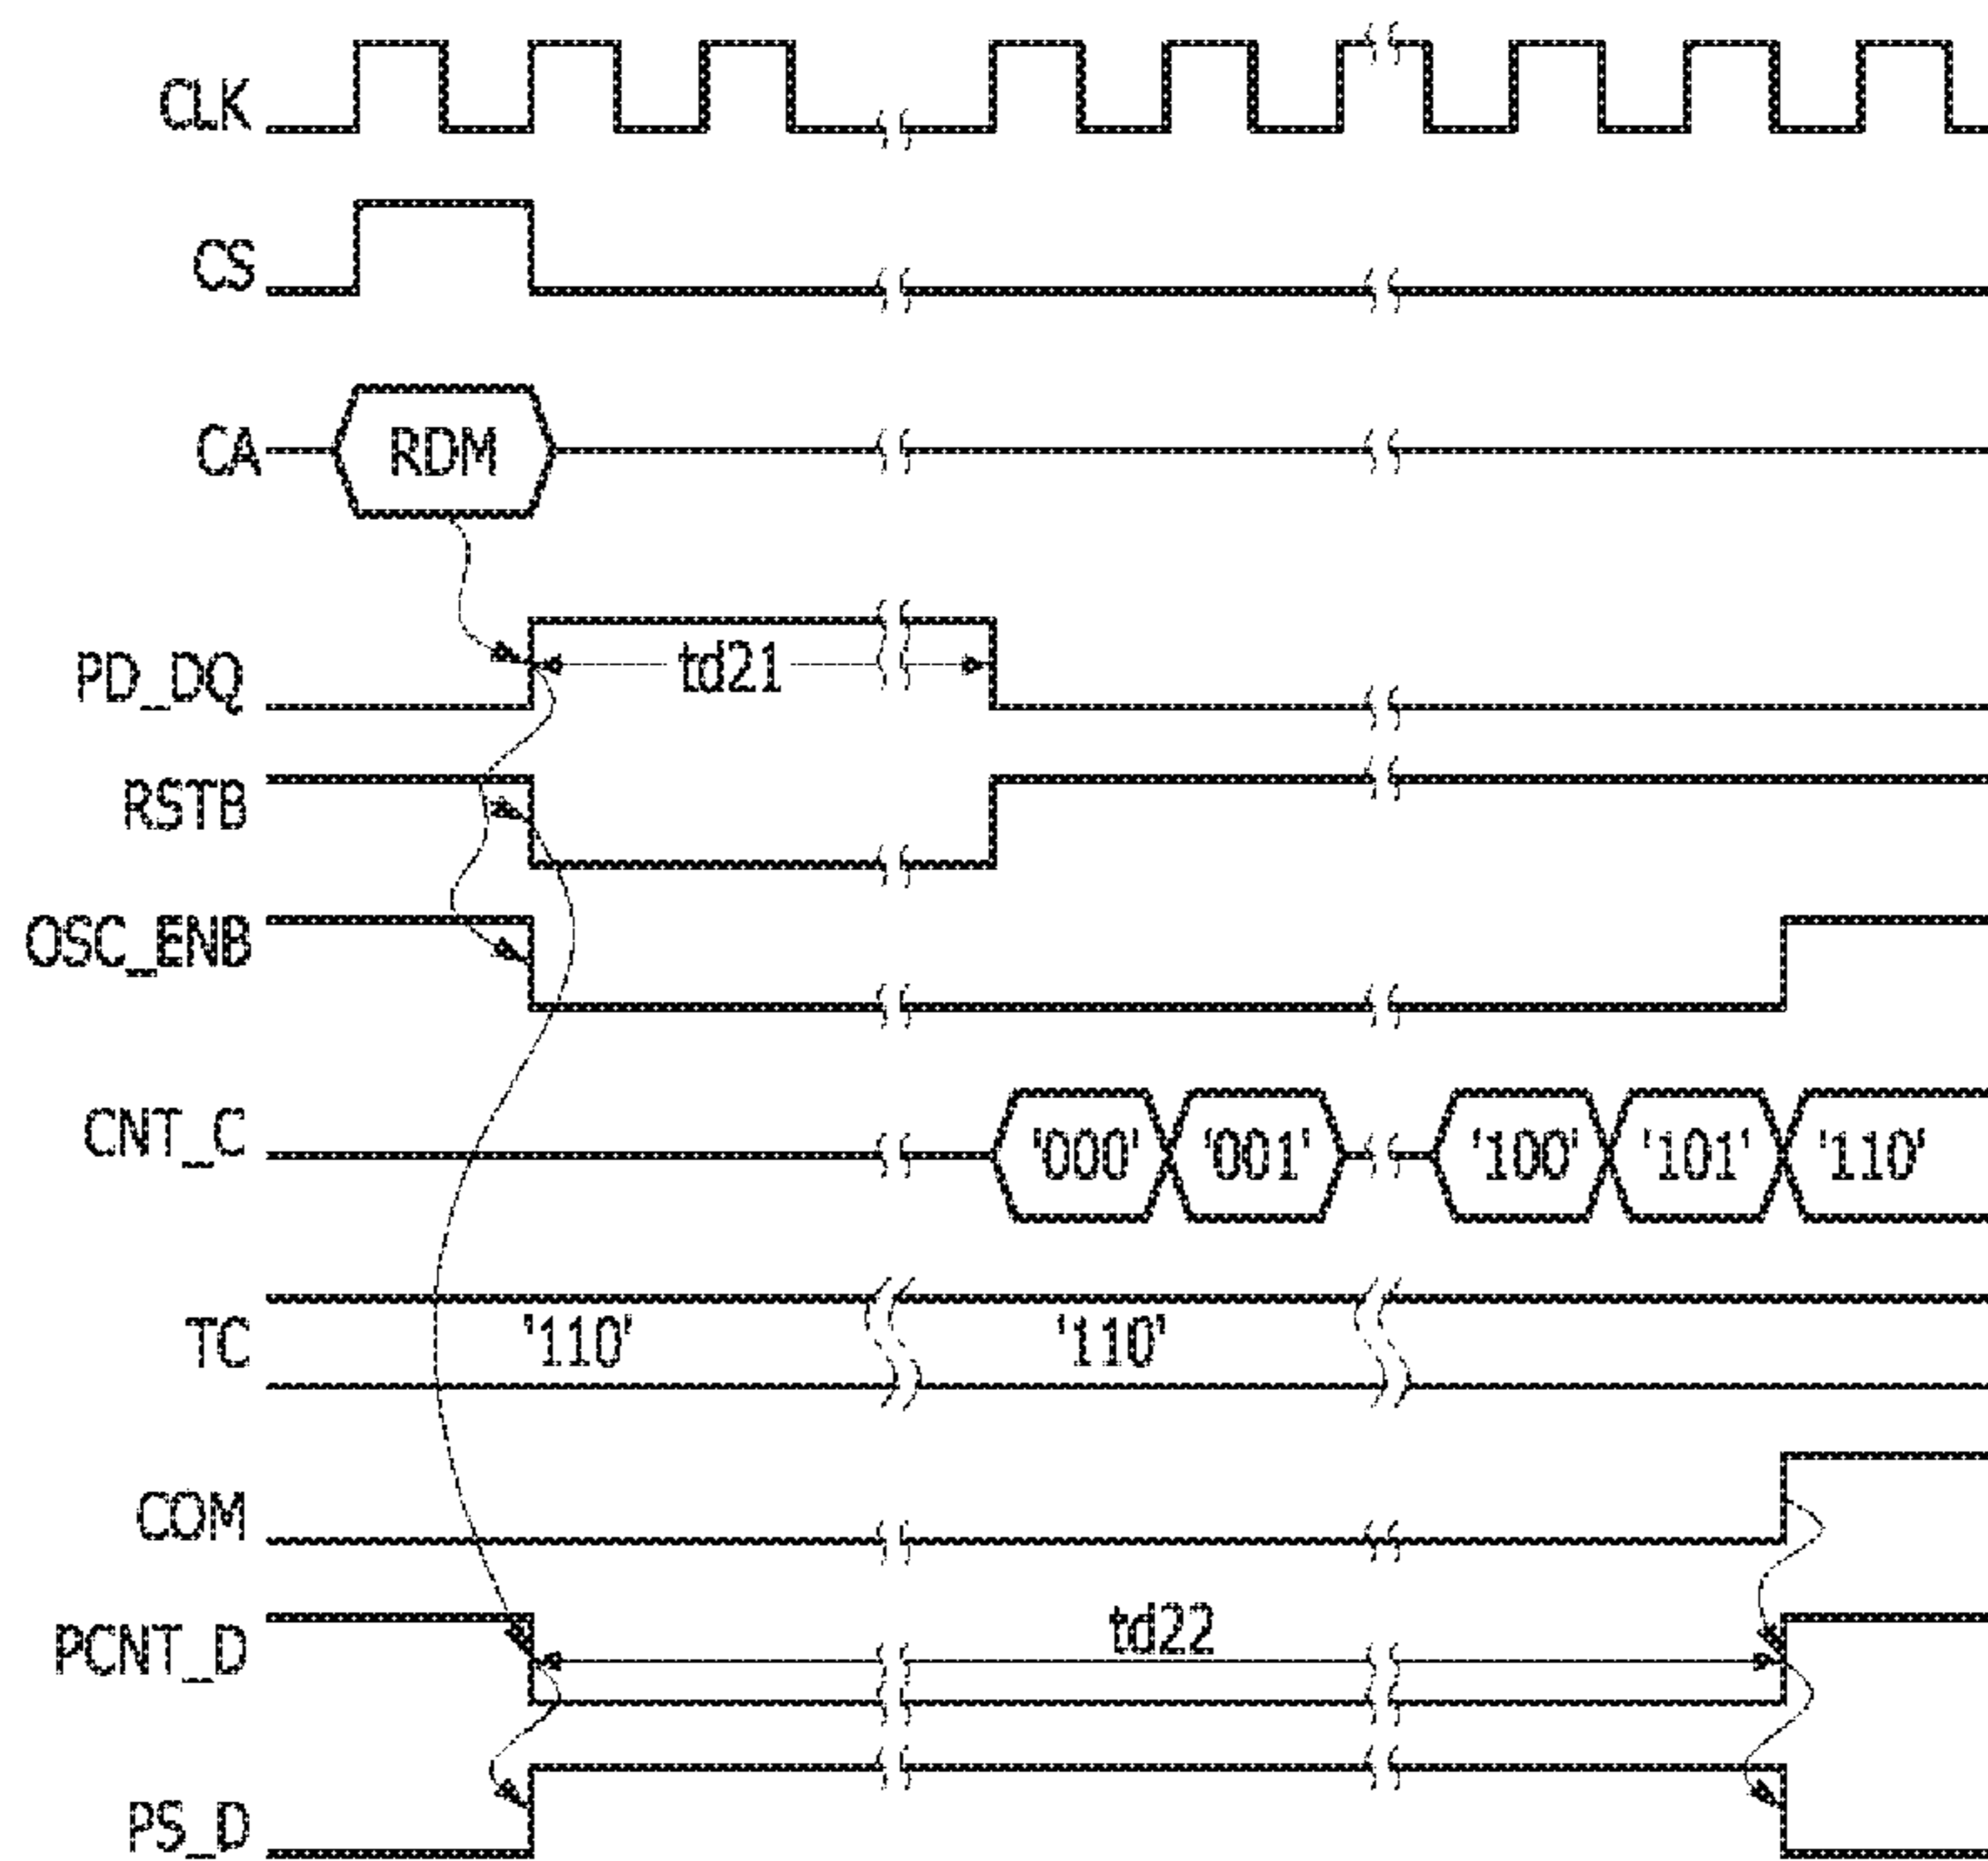 CLK
CS
CA RDM
PD_DQ td21
RSTB
OSC_ENB
CNT_C '000' '001' '100' '101' '110'
TC '110' '110'
COM
PCNT_D td22
PS_D